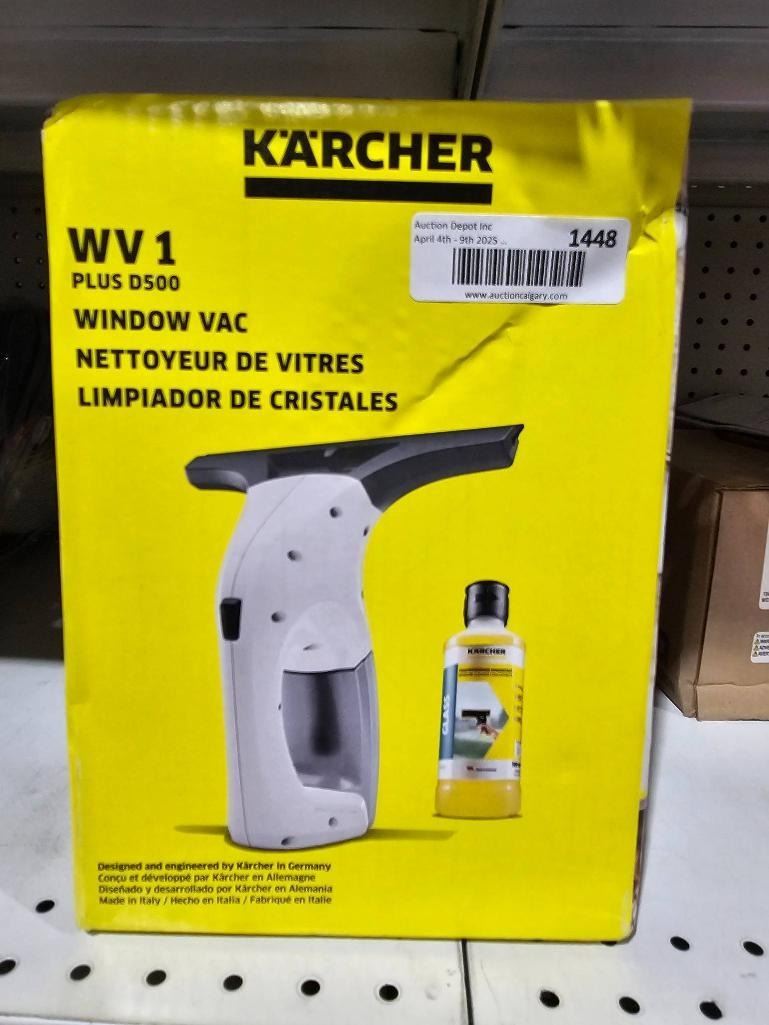 KÄRCHER
Auction Depot Inc
April 4th - 9th 2025 ...
1448
www.auctioncalgary.com
WV 1
PLUS D500
WINDOW VAC
NETTOYEUR DE VITRES
LIMPIADOR DE CRISTALES
KÄRCHER
GLASS
Designed and engineered by Kärcher in Germany
Conçu et développé par Kärcher en Allemagne
Diseñado y desarrollado por Kärcher en Alemania
Made in Italy / Hecho en Italia / Fabriqué en Italie